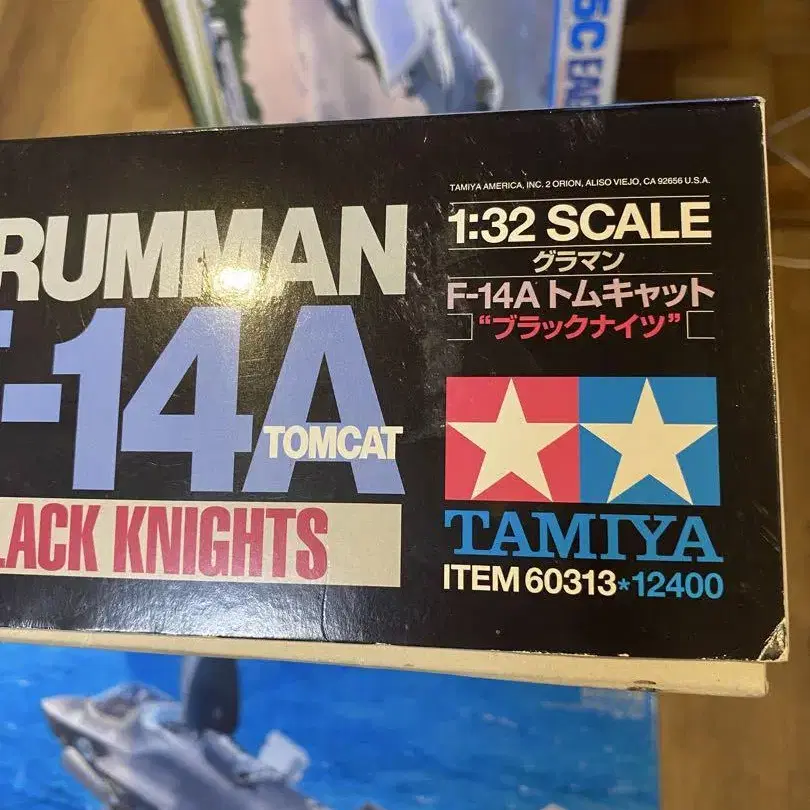 5C EAG
TAMIYA AMERICA, INC. 2 ORION, ALISO VIEJO, CA 92656 U.S.A.
RUMMAN
-14A
TOMCAT
LACK KNIGHTS
1:32 SCALE
グラマン
F-14A トムキャット
“ブラックナイツ”
TAMIYA
ITEM 60313*12400